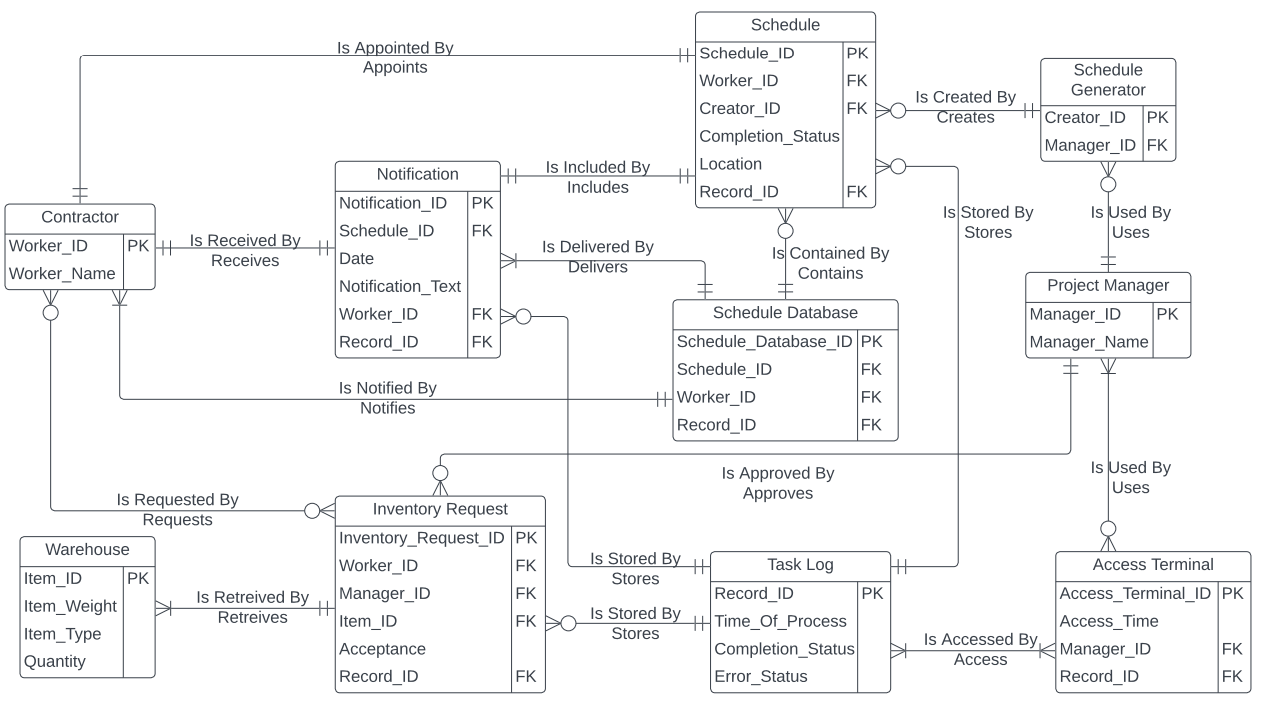 Schedule
Schedule_ID PK
Worker_ID FK
Creator_ID FK
Completion_Status
Location
Record_ID FK
Is Appointed By
Appoints
Schedule
Generator
Creator_ID PK
Manager_ID FK
Is Created By
Creates
Notification
Notification_ID PK
Schedule_ID FK
Date
Notification_Text
Worker_ID FK
Record_ID FK
Is Included By
Includes
Contractor
Worker_ID PK
Worker_Name
Is Received By
Receives
Is Delivered By
Delivers
Is Contained By
Contains
Is Stored By
Stores
Is Used By
Uses
Project Manager
Manager_ID PK
Manager_Name
Schedule Database
Schedule_Database_ID PK
Schedule_ID FK
Worker_ID FK
Record_ID FK
Is Notified By
Notifies
Is Approved By
Approves
Is Used By
Uses
Is Requested By
Requests
Inventory Request
Inventory_Request_ID PK
Worker_ID FK
Manager_ID FK
Item_ID FK
Acceptance
Record_ID FK
Warehouse
Item_ID PK
Item_Weight
Item_Type
Quantity
Is Retreived By
Retreives
Is Stored By
Stores
Is Stored By
Stores
Task Log
Record_ID PK
Time_Of_Process
Completion_Status
Error_Status
Is Accessed By
Access
Access Terminal
Access_Terminal_ID PK
Access_Time
Manager_ID FK
Record_ID FK